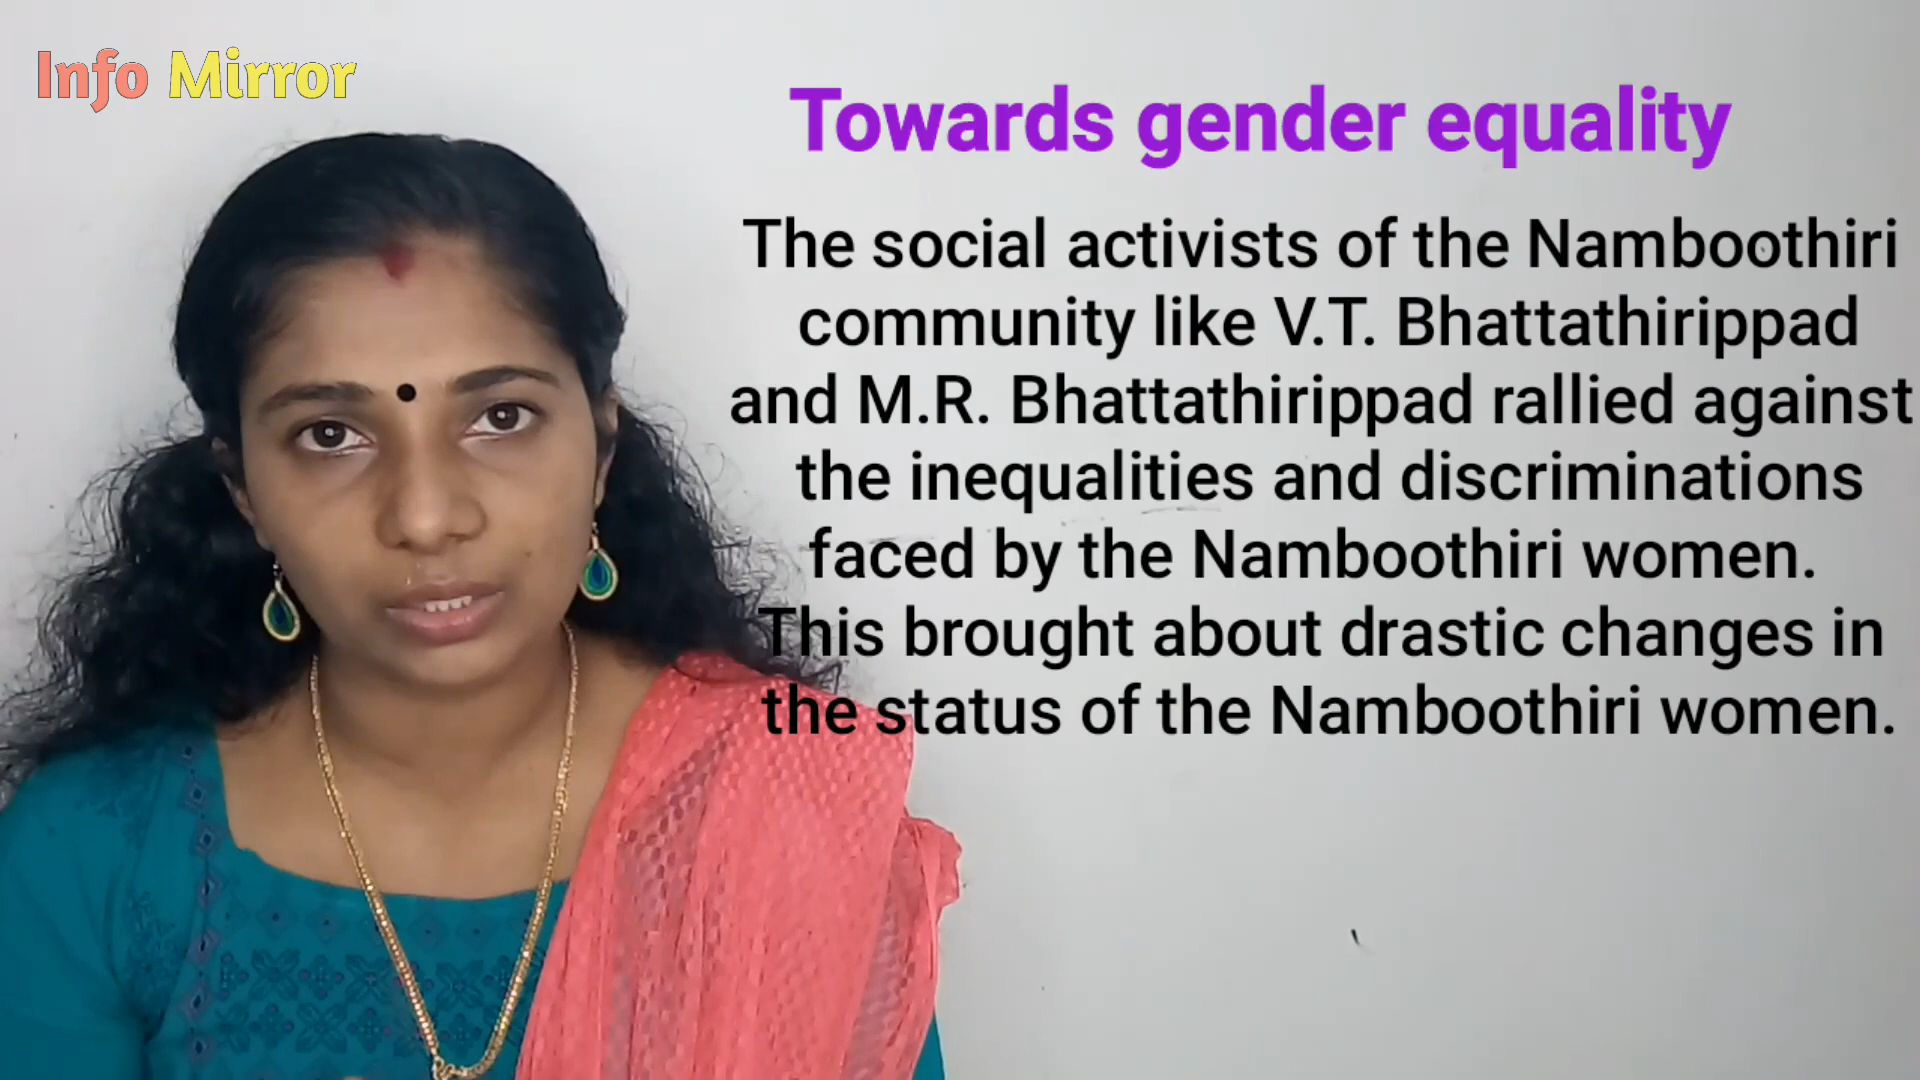 Info Mirror
Towards gender equality
The social activists of the Namboothiri
community like V.T. Bhattathirippad
and M.R. Bhattathirippad rallied against
the inequalities and discriminations
faced by the Namboothiri women.
This brought about drastic changes in
the status of the Namboothiri women.